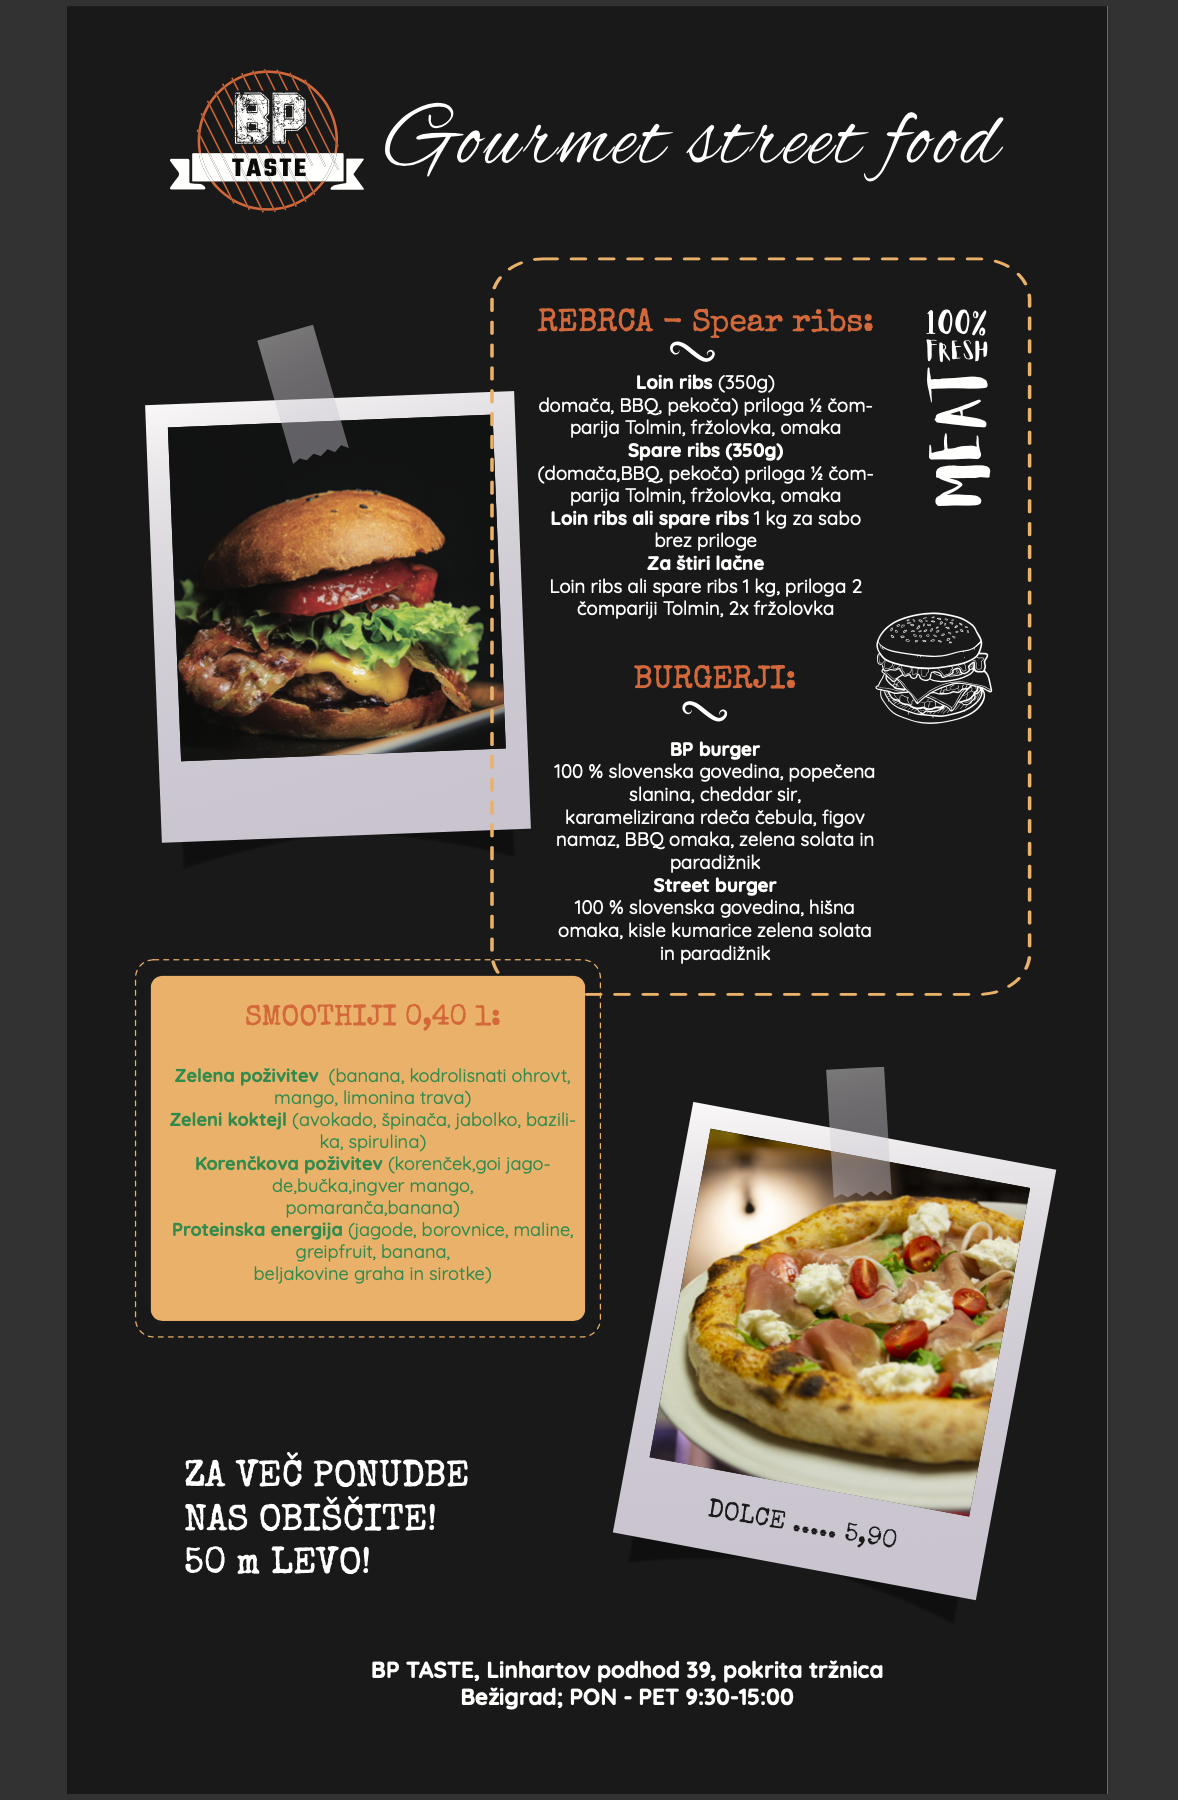 BP
TASTE
Gourmet street food
REBRCA – Spear ribs:
Loin ribs (350g)
domača, BBQ, pekoča) priloga ½ čom-
parija Tolmin, fržolovka, omaka
Spare ribs (350g)
(domača,BBQ, pekoča) priloga ½ čom-
parija Tolmin, fržolovka, omaka
Loin ribs ali spare ribs 1 kg za sabo
brez priloge
Za štiri lačne
Loin ribs ali spare ribs 1 kg, priloga 2
čompariji Tolmin, 2x fržolovka
100%
FRESH
MEAT
BURGERJI:
BP burger
100 % slovenska govedina, popečena
slanina, cheddar sir,
karamelizirana rdeča čebula, figov
namaz, BBQ omaka, zelena solata in
paradižnik
Street burger
100 % slovenska govedina, hišna
omaka, kisle kumarice zelena solata
in paradižnik
SMOOTHIJI 0,40 l:
Zelena poživitev  (banana, kodrolisnati ohrovt,
mango, limonina trava)
Zeleni koktejl (avokado, špinača, jabolko, bazili-
ka, spirulina)
Korenčkova poživitev (korenček,goi jago-
de,bučka,ingver mango,
pomaranča,banana)
Proteinska energija (jagode, borovnice, maline,
greipfruit, banana,
beljakovine graha in sirotke)
DOLCE ..... 5,90
ZA VEČ PONUDBE
NAS OBIŠČITE!
50 m LEVO!
BP TASTE, Linhartov podhod 39, pokrita tržnica
Bežigrad; PON - PET 9:30-15:00